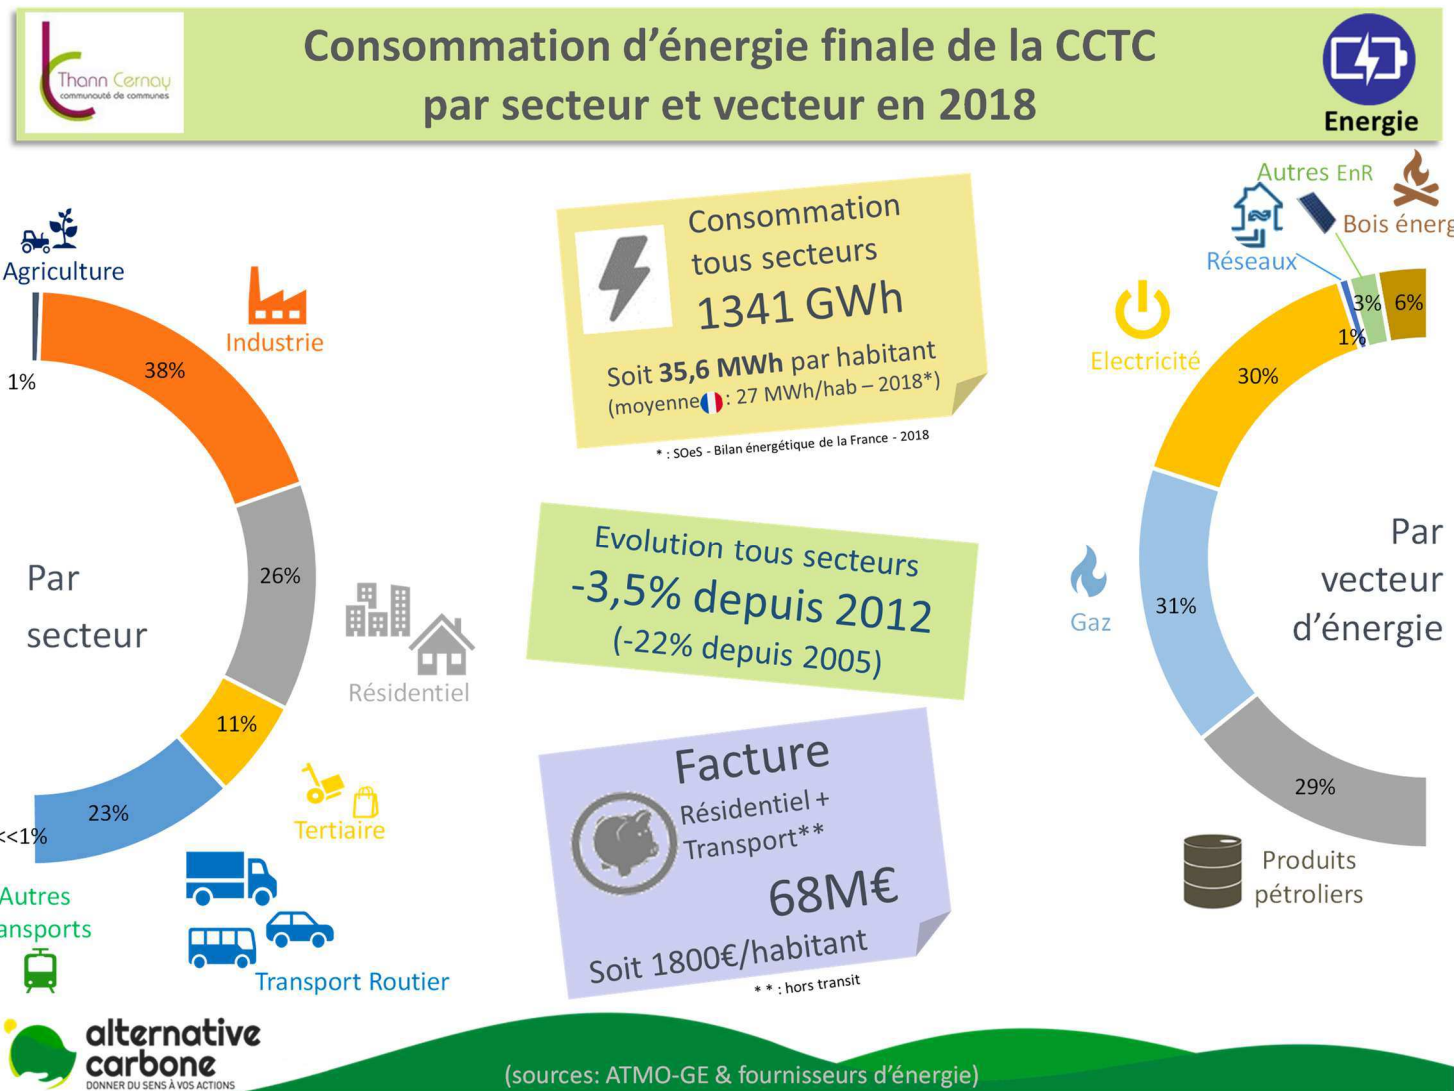 Thann Cernay
communauté de communes
Consommation d’énergie finale de la CCTC
par secteur et vecteur en 2018
Energie
Agriculture
Industrie
1%
38%
26%
Par
secteur
Résidentiel
11%
Tertiaire
23%
<<1%
Autres
ansports
Transport Routier
Consommation
tous secteurs
1341 GWh
Soit 35,6 MWh par habitant
(moyenne : 27 MWh/hab – 2018*)
* : SOeS - Bilan énergétique de la France - 2018
Evolution tous secteurs
-3,5% depuis 2012
(-22% depuis 2005)
Facture
Résidentiel +
Transport**
68M€
Soit 1800€/habitant
* * : hors transit
Autres EnR
Bois énerg
Réseaux
Electricité
3%
6%
1%
30%
Gaz
31%
Par
vecteur
d’énergie
29%
Produits
pétroliers
alternative
carbone
DONNER DU SENS À VOS ACTIONS
(sources: ATMO-GE & fournisseurs d’énergie)